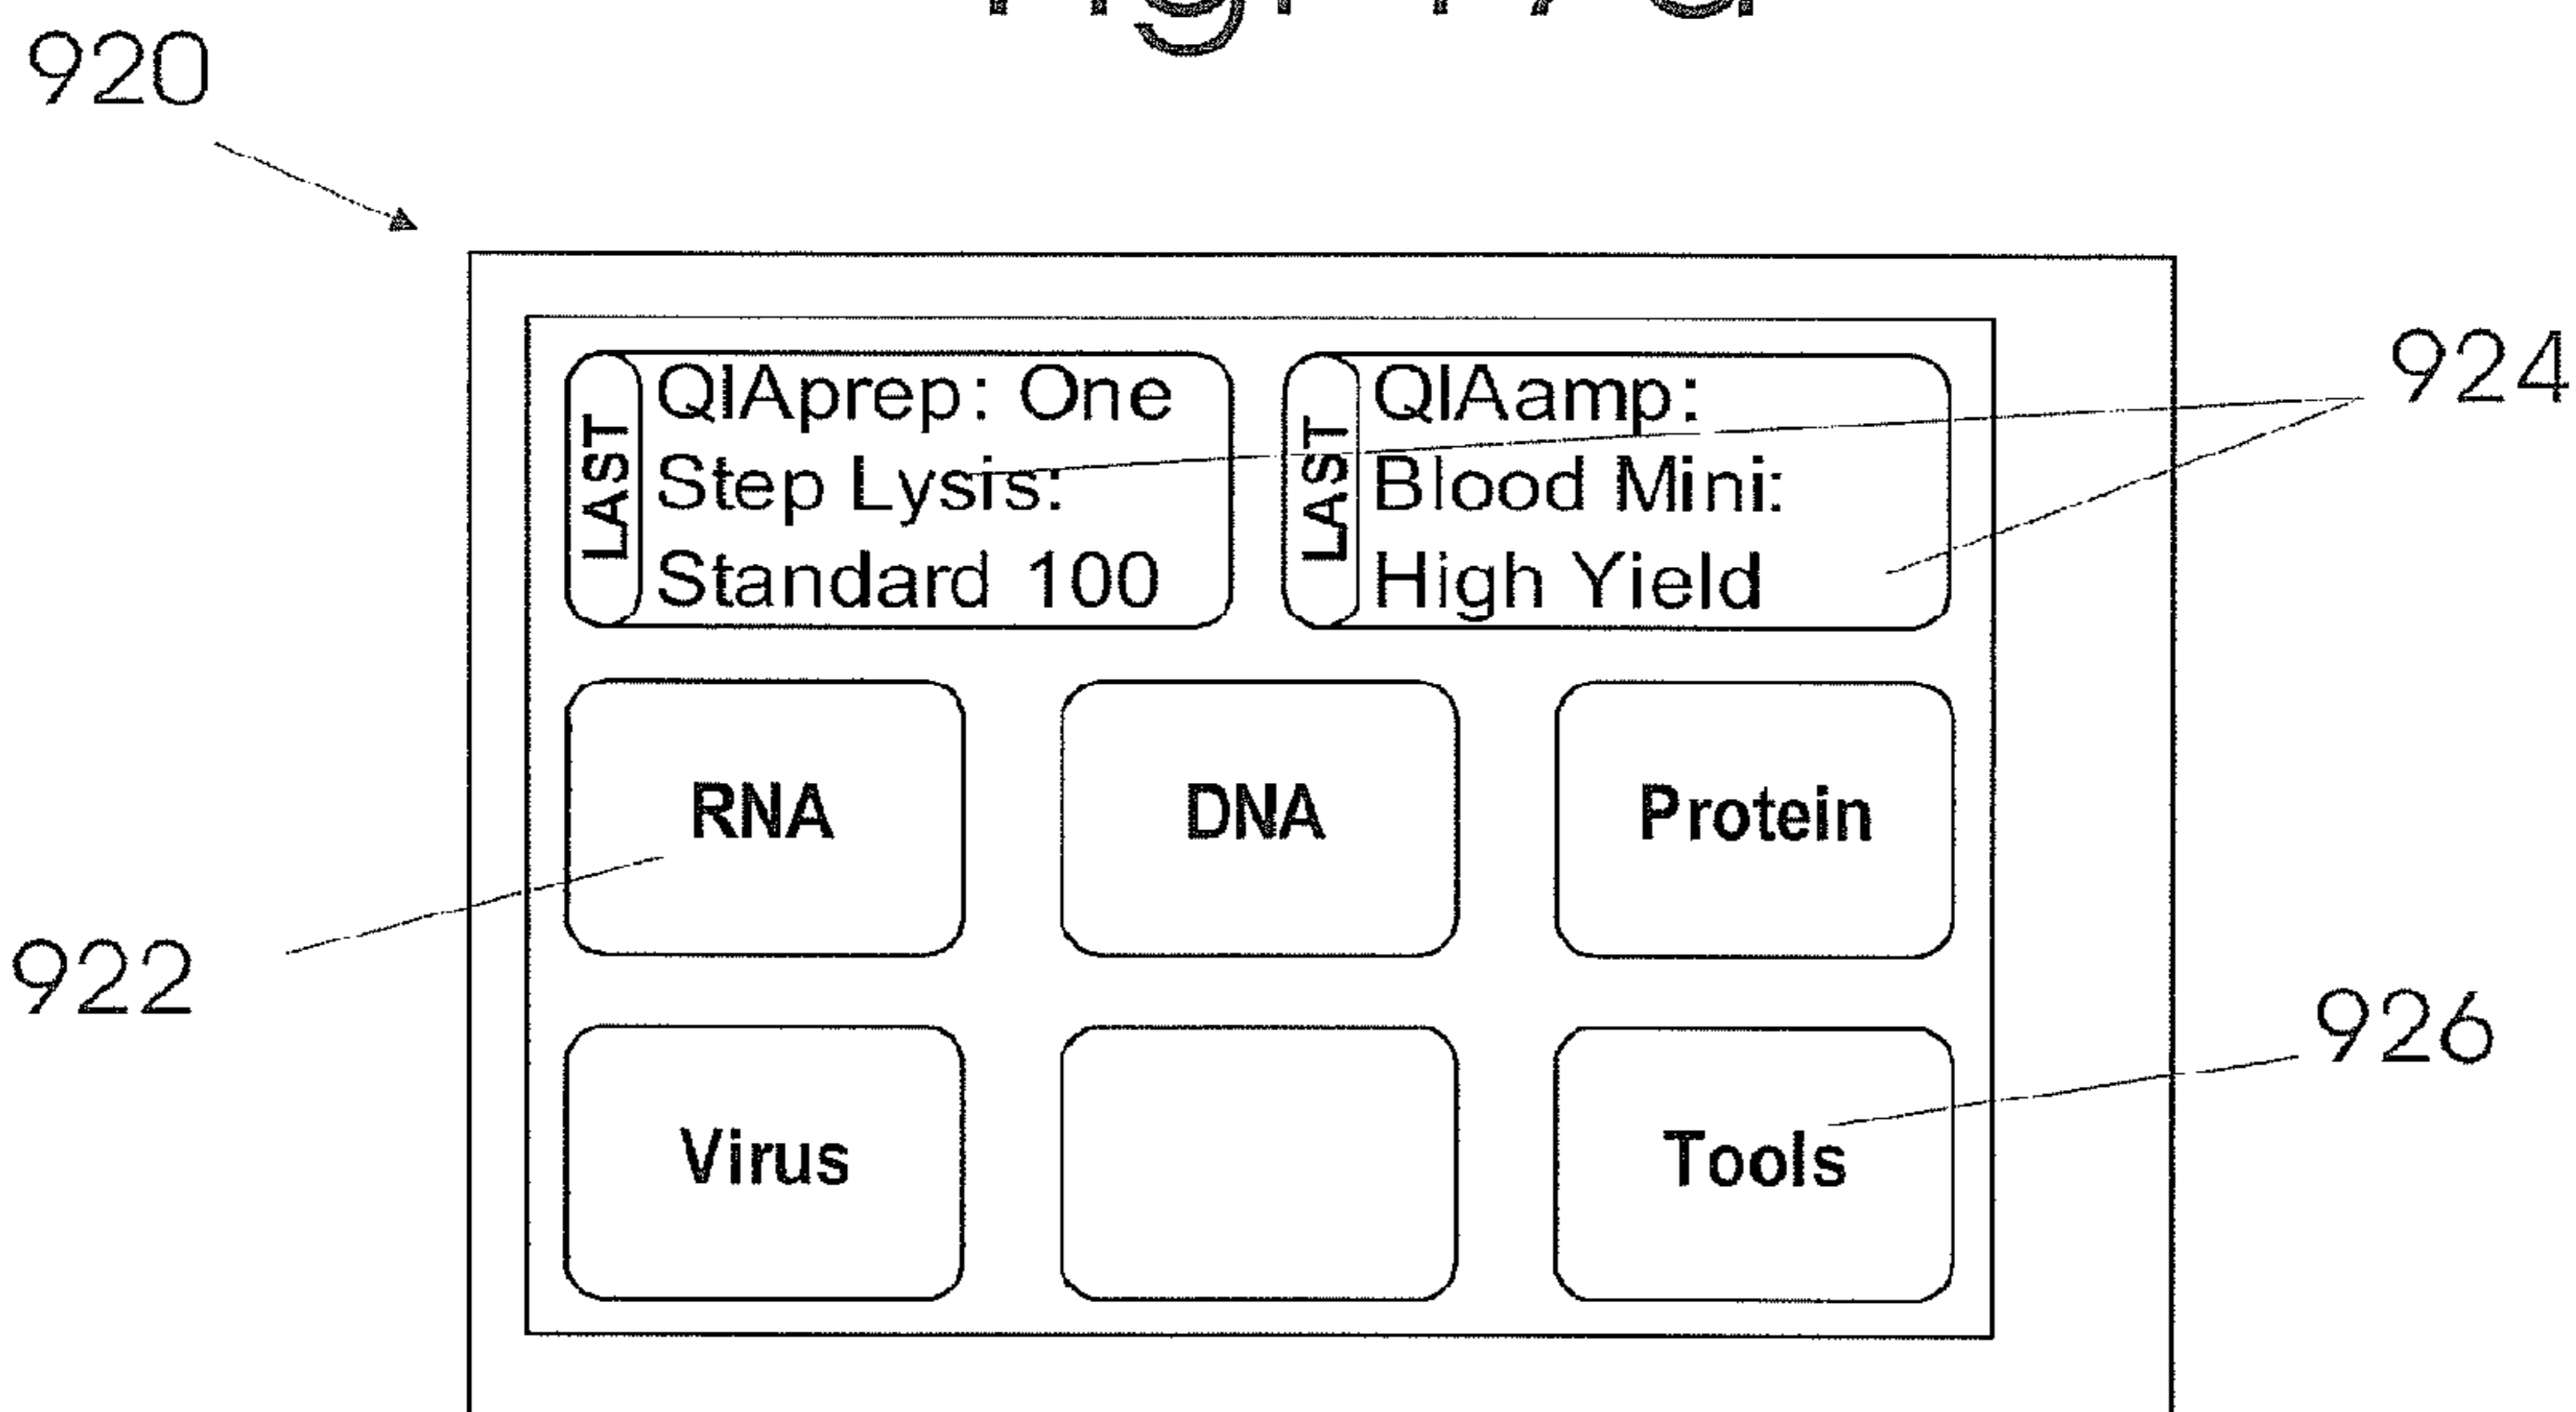 920
LAST
QIAprep: One
Step Lysis:
Standard 100
LAST
QIAamp:
Blood Mini:
High Yield
924
RNA
DNA
Protein
922
Virus
Tools
926